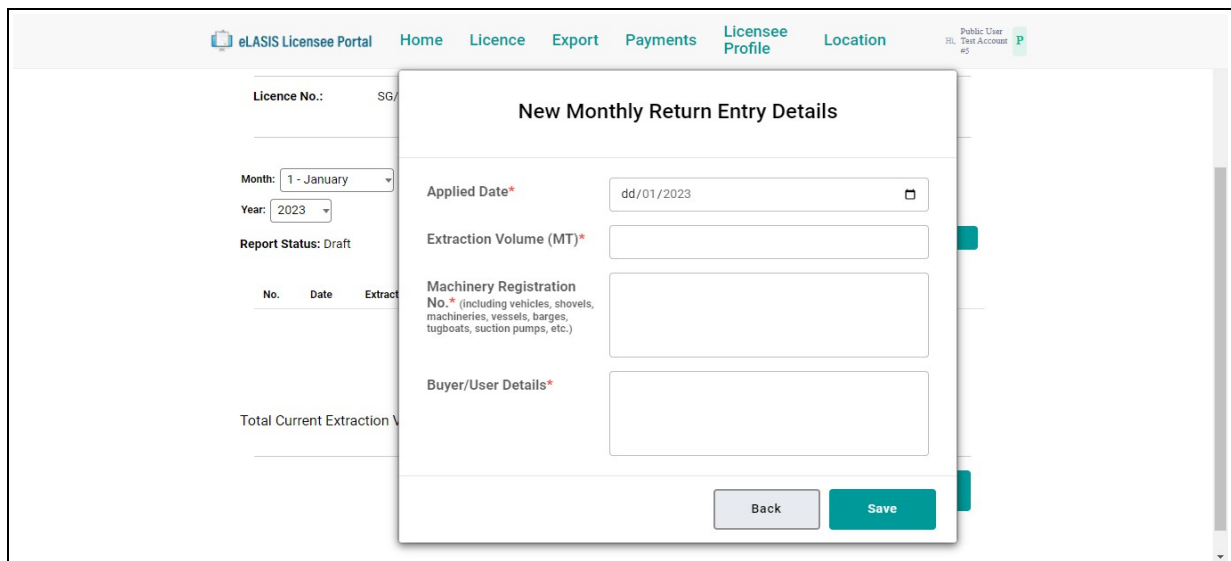 eLASIS Licensee Portal
Home
Licence
Export
Payments
Licensee
Profile
Location
Hi,
Public User
Test Account
#5
P
Licence No.:
SG/
New Monthly Return Entry Details
Month: 1 - January
Year: 2023
Report Status: Draft
No. Date Extract
Total Current Extraction V
Applied Date*
dd/01/2023
Extraction Volume (MT)*
Machinery Registration
No.* (including vehicles, shovels,
machineries, vessels, barges,
tugboats, suction pumps, etc.)
Buyer/User Details*
Back
Save